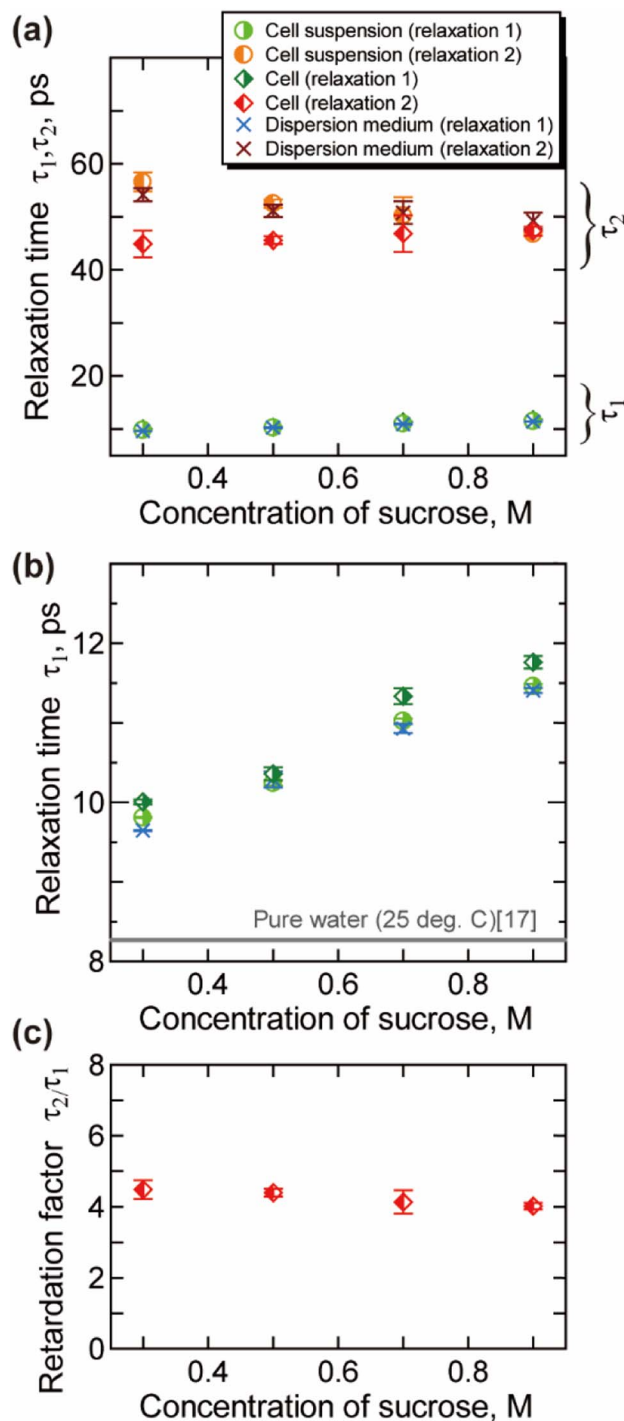 (a)
Cell suspension (relaxation 1)
Cell suspension (relaxation 2)
Cell (relaxation 1)
Cell (relaxation 2)
Dispersion medium (relaxation 1)
Dispersion medium (relaxation 2)
Relaxation time τ₁,τ₂, ps
60
40
20
τ₂
τ₁
0.4 0.6 0.8
Concentration of sucrose, M
(b)
Relaxation time τ₁, ps
12
10
8
Pure water (25 deg. C)[17]
0.4 0.6 0.8
Concentration of sucrose, M
(c)
Retardation factor τ₂/τ₁
8
6
4
2
0
0.4 0.6 0.8
Concentration of sucrose, M